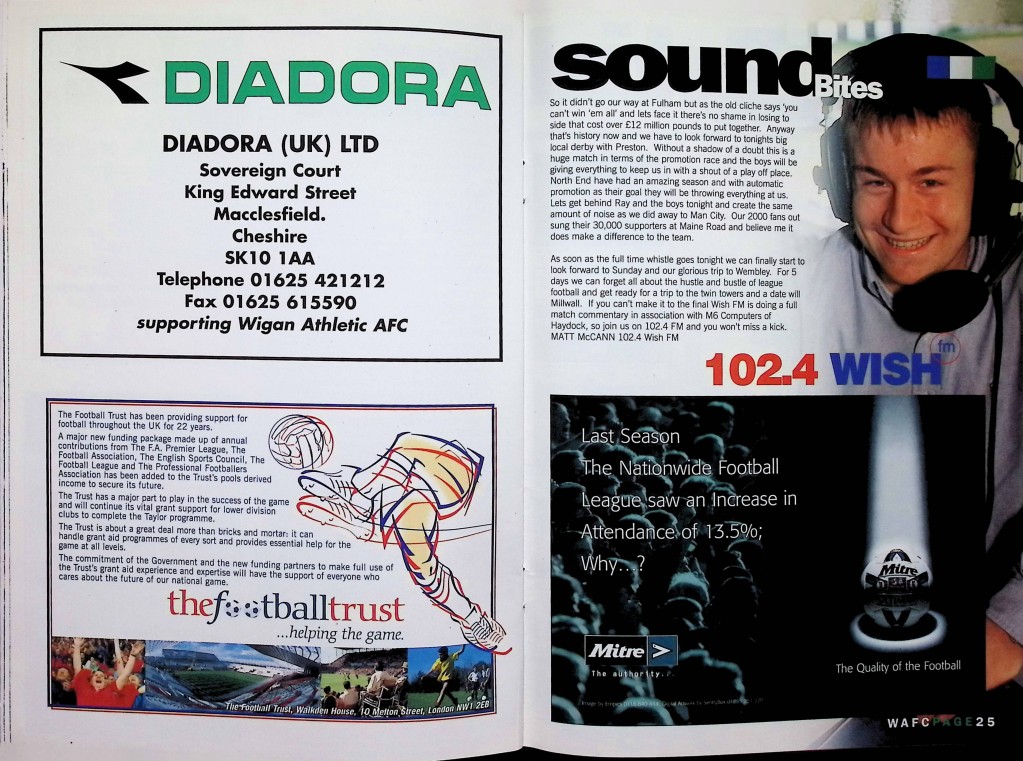 DIADORA
DIADORA (UK) LTD
Sovereign Court
King Edward Street
Macclesfield.
Cheshire
SK10 1AA
Telephone 01625 421212
Fax 01625 615590
supporting Wigan Athletic AFC
The Football Trust has been providing support for
football throughout the UK for 22 years.
A major new funding package made up of annual
contributions from The F.A. Premier League, The
Football Association, The English Sports Council, The
Football League and The Professional Footballers
Association has been added to the Trust's pools derived
income to secure its future.
The Trust has a major part to play in the success of the game
and will continue its vital grant support for lower division
clubs to complete the Taylor programme.
The Trust is about a great deal more than bricks and mortar: it can
handle grant aid programmes of every sort and provides essential help for the
game at all levels.
The commitment of the Government and the new funding partners to make full use of
the Trust's grant aid experience and expertise will have the support of everyone who
cares about the future of our national game.
thefootballtrust
...helping the game.
The Football Trust, Walkden House, 10 Melton Street, London NW1 2EB
sound
Bites
So it didn't go our way at Fulham but as the old cliche says 'you
can't win 'em all' and lets face it there's no shame in losing to
side that cost over £12 million pounds to put together. Anyway
that's history now and we have to look forward to tonights big
local derby with Preston. Without a shadow of a doubt this is a
huge match in terms of the promotion race and the boys will be
giving everything to keep us in with a shout of a play off place.
North End have had an amazing season and with automatic
promotion as their goal they will be throwing everything at us.
Lets get behind Ray and the boys tonight and create the same
amount of noise as we did away to Man City. Our 2000 fans out
sung their 30,000 supporters at Maine Road and believe me it
does make a difference to the team.
As soon as the full time whistle goes tonight we can finally start to
look forward to Sunday and our glorious trip to Wembley. For 5
days we can forget all about the hustle and bustle of league
football and get ready for a trip to the twin towers and a date will
Millwall. If you can't make it to the final Wish FM is doing a full
match commentary in association with M6 Computers of
Haydock, so join us on 102.4 FM and you won't miss a kick.
MATT McCANN 102.4 Wish FM
102.4 WISH fm
Last Season
The Nationwide Football
League saw an Increase in
Attendance of 13.5%;
Why...?
Mitre
Mitre
The authority.
The Quality of the Football
WAFCPAGE25